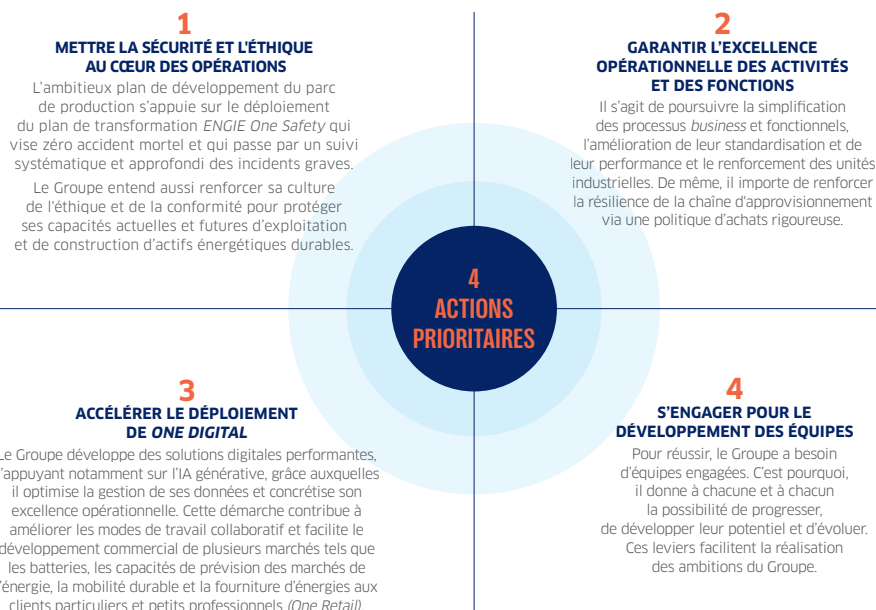 1
METTRE LA SÉCURITÉ ET L'ÉTHIQUE
AU CŒUR DES OPÉRATIONS
L'ambitieux plan de développement du parc
de production s'appuie sur le déploiement
du plan de transformation ENGIE One Safety qui
vise zéro accident mortel et qui passe par un suivi
systématique et approfondi des incidents graves.
Le Groupe entend aussi renforcer sa culture
de l'éthique et de la conformité pour protéger
ses capacités actuelles et futures d'exploitation
et de construction d'actifs énergétiques durables.
2
GARANTIR L'EXCELLENCE
OPÉRATIONNELLE DES ACTIVITÉS
ET DES FONCTIONS
Il s'agit de poursuivre la simplification
des processus business et fonctionnels,
l'amélioration de leur standardisation et de
leur performance et le renforcement des unités
industrielles. De même, il importe de renforcer
la résilience de la chaîne d'approvisionnement
via une politique d'achats rigoureuse.
4
ACTIONS
PRIORITAIRES
3
ACCÉLÉRER LE DÉPLOIEMENT
DE ONE DIGITAL
Le Groupe développe des solutions digitales performantes,
'appuyant notamment sur l'IA générative, grâce auxquelles
il optimise la gestion de ses données et concrétise son
excellence opérationnelle. Cette démarche contribue à
améliorer les modes de travail collaboratif et facilite le
développement commercial de plusieurs marchés tels que
les batteries, les capacités de prévision des marchés de
'énergie, la mobilité durable et la fourniture d'énergies aux
clients particuliers et petits professionnels (One Retail)
4
S'ENGAGER POUR LE
DÉVELOPPEMENT DES ÉQUIPES
Pour réussir, le Groupe a besoin
d'équipes engagées. C'est pourquoi,
il donne à chacune et à chacun
la possibilité de progresser,
de développer leur potentiel et d'évoluer.
Ces leviers facilitent la réalisation
des ambitions du Groupe.